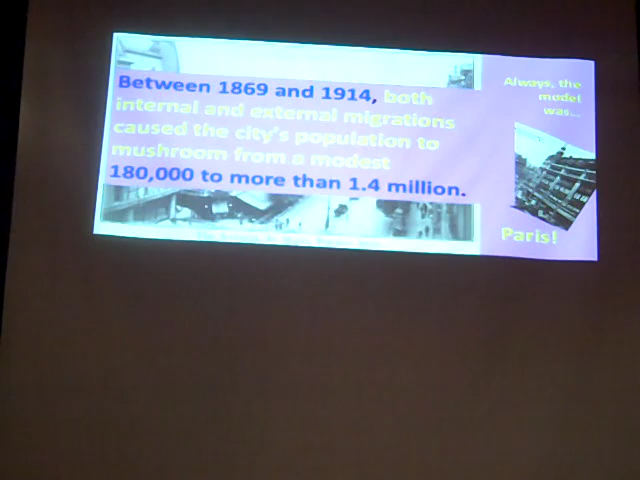 Between 1869 and 1914, both
internal and external migrations
caused the city's population to
mushroom from a modest
180,000 to more than 1.4 million.
Always, the
model
was...
Paris!